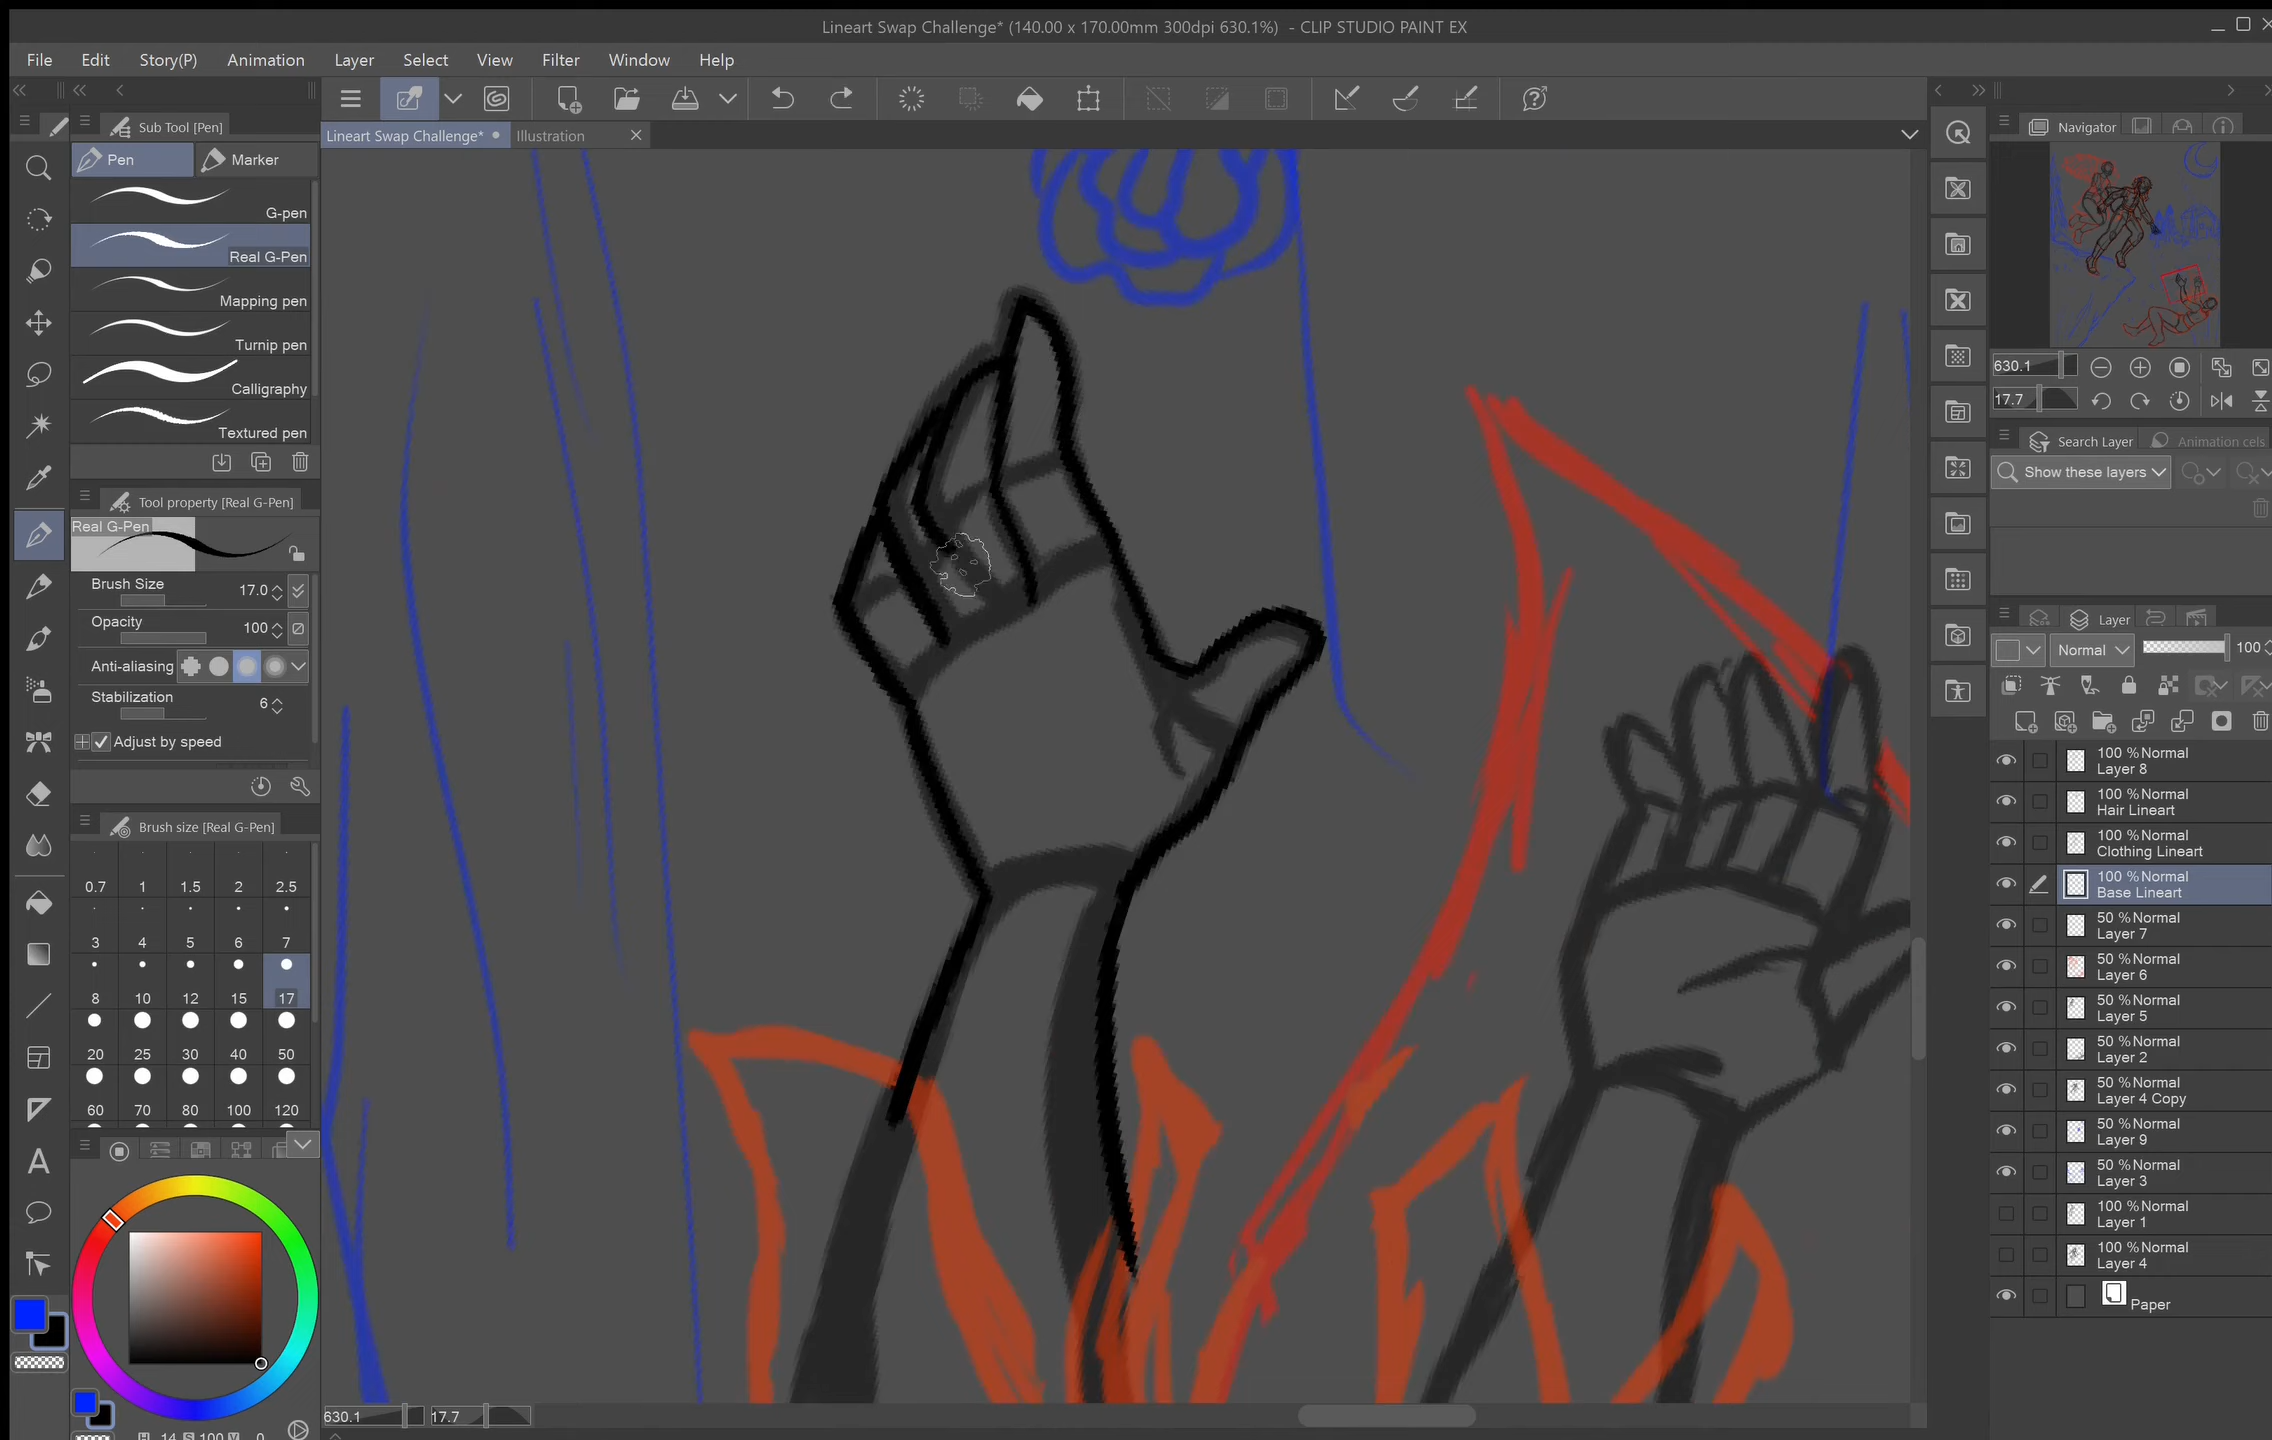 Lineart Swap Challenge* (140.00 x 170.00mm 300dpi 630.1%) - CLIP STUDIO PAINT EX
File Edit Story(P) Animation Layer Select View Filter Window Help
Sub Tool [Pen]
Pen Marker
G-pen
Real G-Pen
Mapping pen
Turnip pen
Calligraphy
Textured pen
Tool property [Real G-Pen]
Real G-Pen
Brush Size 17.0
Opacity 100
Anti-aliasing
Stabilization
6
Adjust by speed
Brush size [Real G-Pen]
0.7 1 1.5 2 2.5
3 4 5 6 7
8 10 12 15 17
20 25 30 40 50
60 70 80 100 120
H 14 S 100 V 0
Lineart Swap Challenge* Illustration
630.1 17.7
Navigator
630.1
17.7
Search Layer Animation cels
Show these layers
Layer
Normal 100
100 %Normal
Layer 8
100 %Normal
Hair Lineart
100 %Normal
Clothing Lineart
100 %Normal
Base Lineart
50 %Normal
Layer 7
50 %Normal
Layer 6
50 %Normal
Layer 5
50 %Normal
Layer 2
50 %Normal
Layer 4 Copy
50 %Normal
Layer 9
50 %Normal
Layer 3
100 %Normal
Layer 1
100 %Normal
Layer 4
Paper